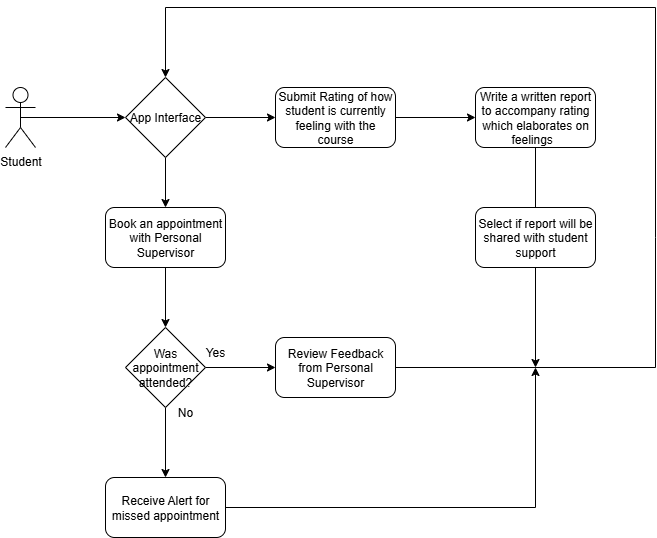 App Interface
Submit Rating of how
student is currently
feeling with the
course
Write a written report
to accompany rating
which elaborates on
feelings
Student
Book an appointment
with Personal
Supervisor
Select if report will be
shared with student
support
Was
appointment
attended?
Yes
Review Feedback
from Personal
Supervisor
No
Receive Alert for
missed appointment